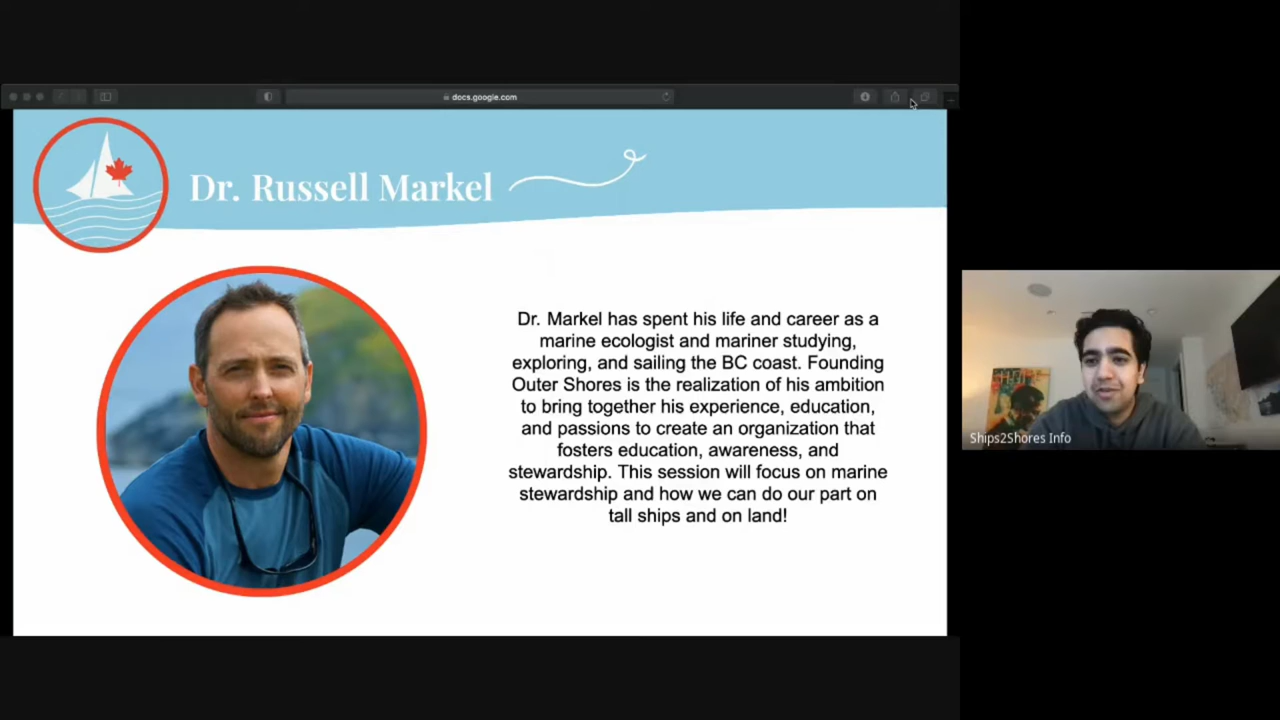 docs.google.com
Dr. Russell Markel
Dr. Markel has spent his life and career as a
marine ecologist and mariner studying,
exploring, and sailing the BC coast. Founding
Outer Shores is the realization of his ambition
to bring together his experience, education,
and passions to create an organization that
fosters education, awareness, and
stewardship. This session will focus on marine
stewardship and how we can do our part on
tall ships and on land!
Ships2Shores Info